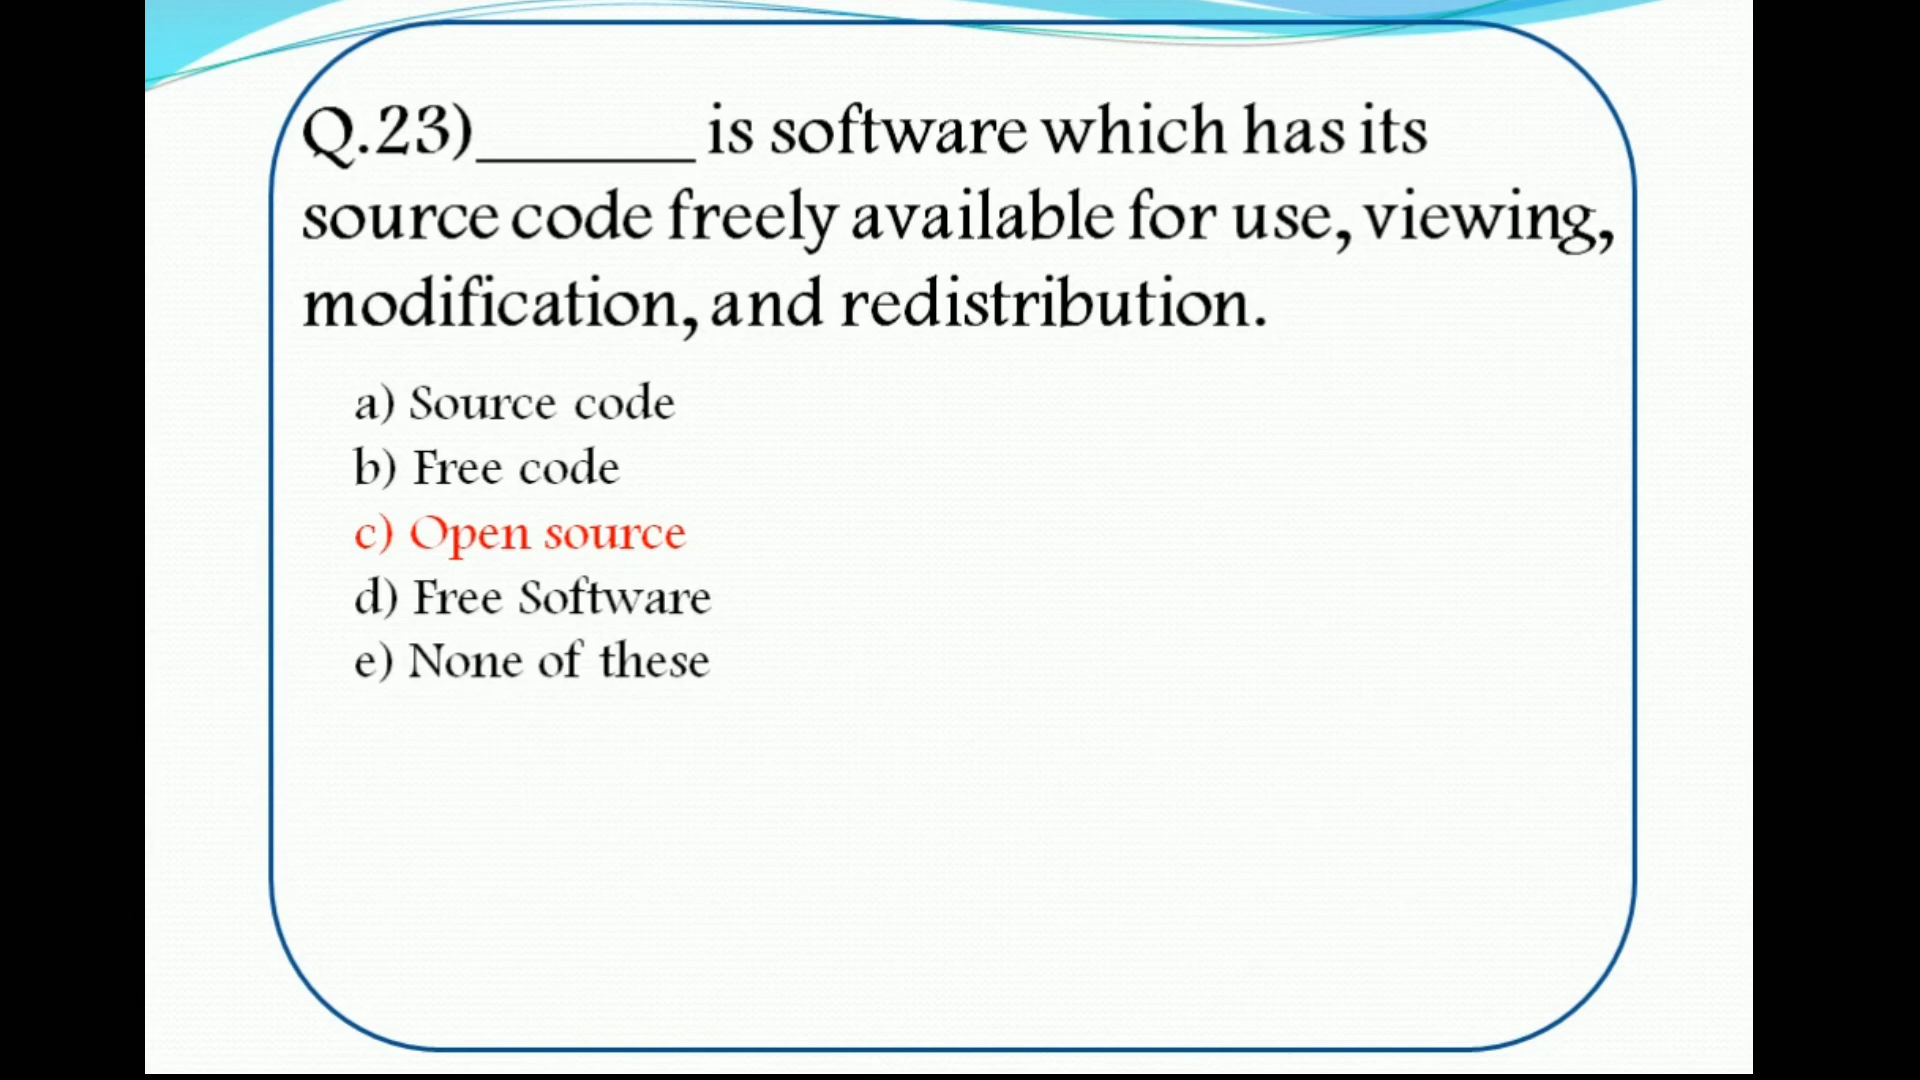 Q.23)______ is software which has its
source code freely available for use, viewing,
modification, and redistribution.
a) Source code
b) Free code
c) Open source
d) Free Software
e) None of these